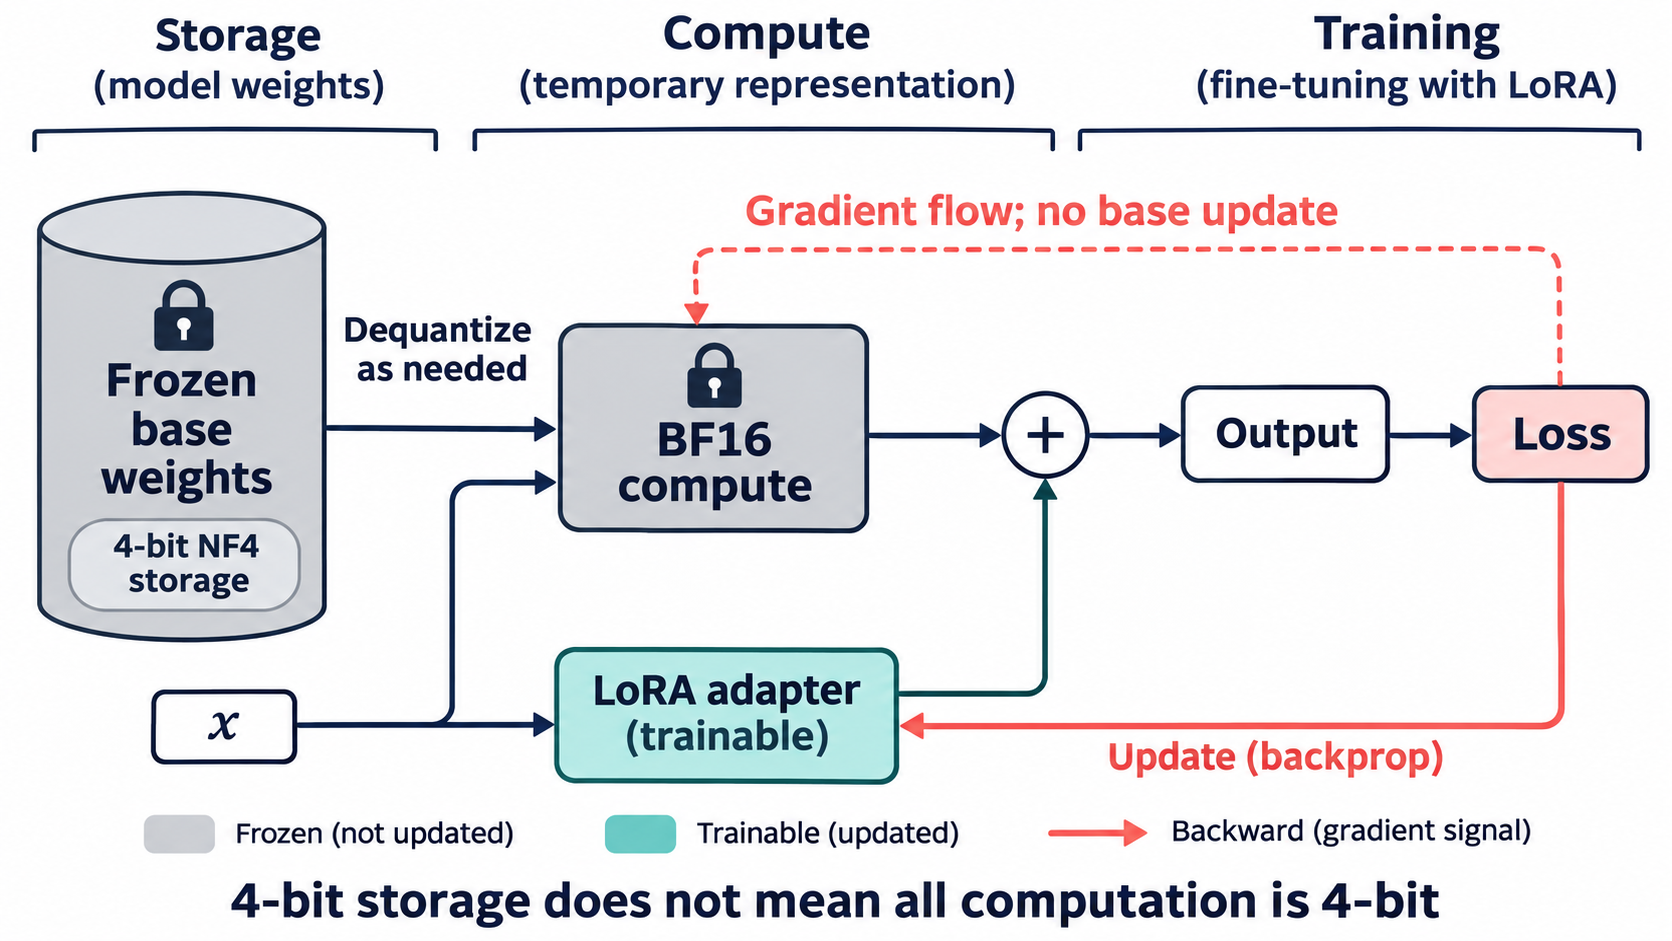 Storage
(model weights)
Compute
(temporary representation)
Training
(fine-tuning with LoRA)
Gradient flow; no base update
Frozen
base
weights
4-bit NF4
storage
Dequantize
as needed
BF16
compute
+
Output
Loss
x
LoRA adapter
(trainable)
Update (backprop)
Frozen (not updated)
Trainable (updated)
Backward (gradient signal)
4-bit storage does not mean all computation is 4-bit